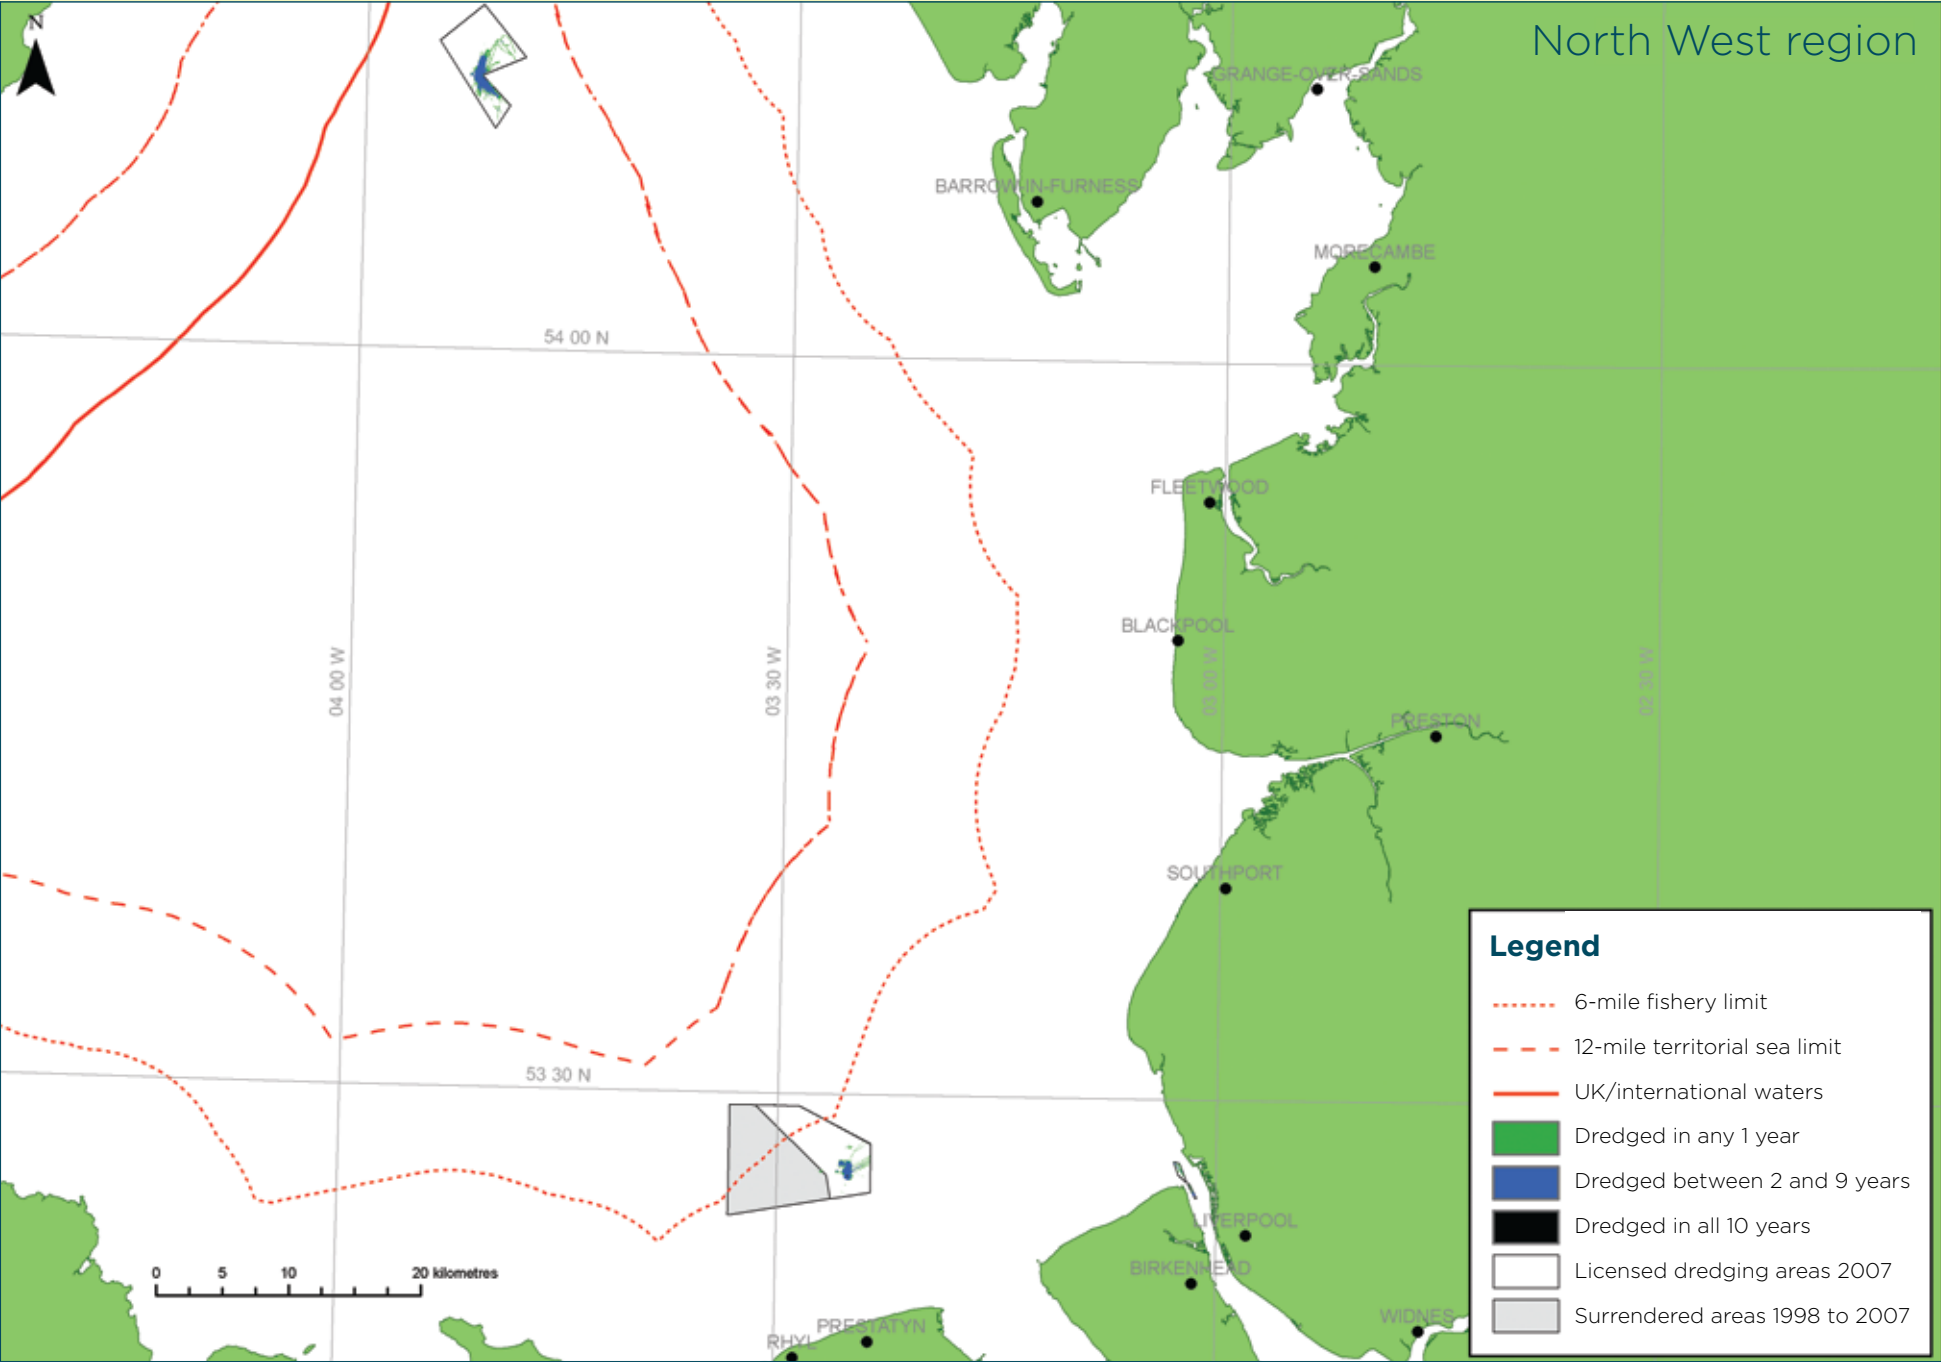 North West region
N
GRANGE-OVER-SANDS
BARROW-IN-FURNESS
MORECAMBE
54 00 N
FLEETWOOD
BLACKPOOL
04 00 W
03 30 W
03 00 W
02 30 W
PRESTON
SOUTHPORT
53 30 N
LIVERPOOL
BIRKENHEAD
WIDNES
PRESTATYN
RHYL
0 5 10 20 kilometres
Legend
6-mile fishery limit
12-mile territorial sea limit
UK/international waters
Dredged in any 1 year
Dredged between 2 and 9 years
Dredged in all 10 years
Licensed dredging areas 2007
Surrendered areas 1998 to 2007